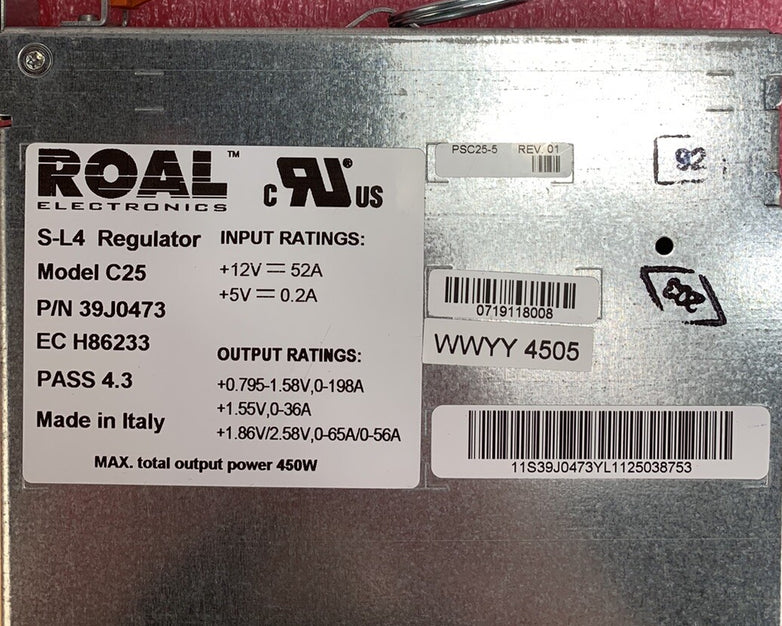 ROAL™
ELECTRONICS
c RU® US
S-L4 Regulator
Model C25
P/N 39J0473
EC H86233
PASS 4.3
Made in Italy
INPUT RATINGS:
+12V ⎓ 52A
+5V ⎓ 0.2A
OUTPUT RATINGS:
+0.795-1.58V,0-198A
+1.55V,0-36A
+1.86V/2.58V,0-65A/0-56A
MAX. total output power 450W
PSC25-5 REV. 01
92
0719118008
WWYY 4505
11S39J0473YL1125038753